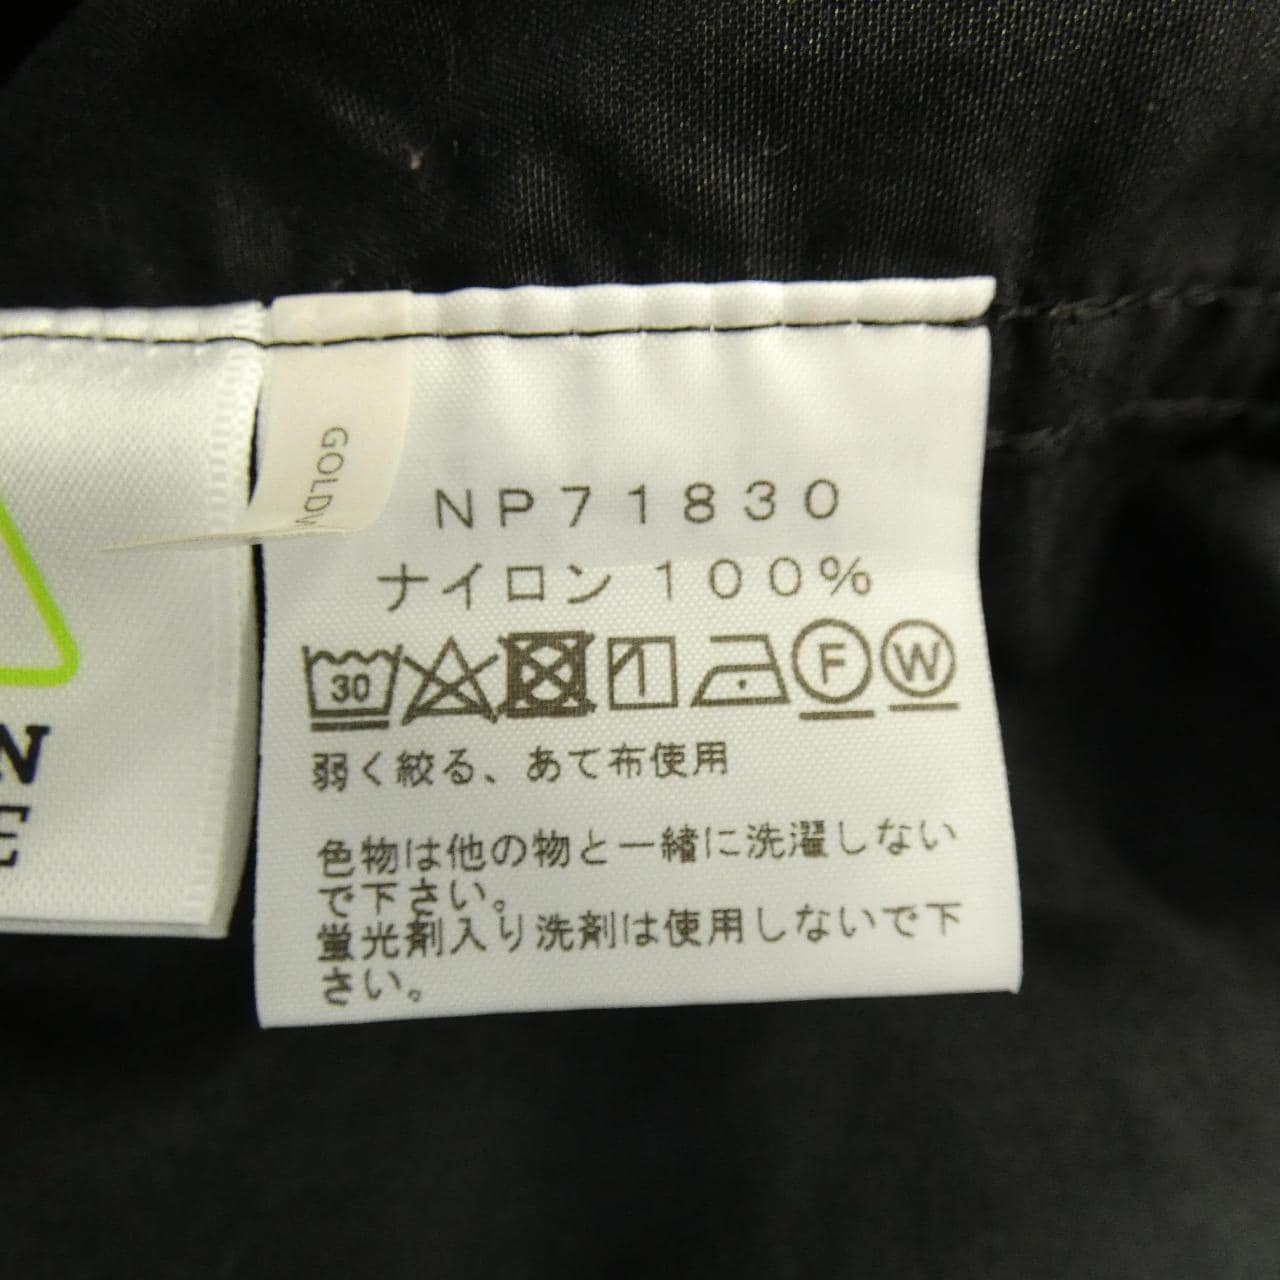 GOLDW
NP71830
ナイロン 100%
30 F W
弱く絞る、あて布使用
色物は他の物と一緒に洗濯しない
で下さい。
蛍光剤入り洗剤は使用しないで下
さい。
N
E